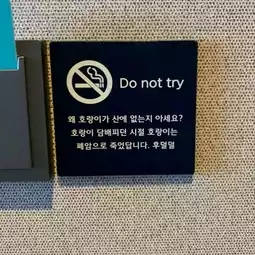 Do not try
왜 호랑이가 산에 없는지 아세요?
호랑이 담배피던 시절 호랑이는
폐암으로 죽었답니다. 후덜덜